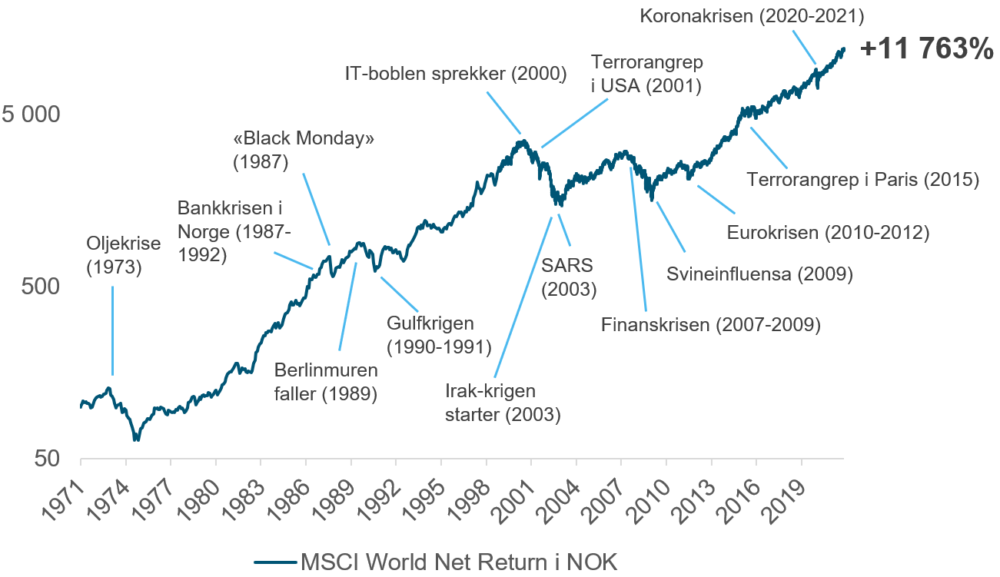 Koronakrisen (2020-2021)
+11 763%
IT-boblen sprekker (2000)
Terrorangrep
i USA (2001)
5 000
«Black Monday»
(1987)
Terrorangrep i Paris (2015)
Bankkrisen i
Norge (1987-
1992)
Eurokrisen (2010-2012)
Oljekrise
(1973)
SARS
(2003)
Svineinfluensa (2009)
500
Gulfkrigen
(1990-1991)
Finanskrisen (2007-2009)
Berlinmuren
faller (1989)
Irak-krigen
starter (2003)
50
1971 1974 1977 1980 1983 1986 1989 1992 1995 1998 2001 2004 2007 2010 2013 2016 2019
MSCI World Net Return i NOK